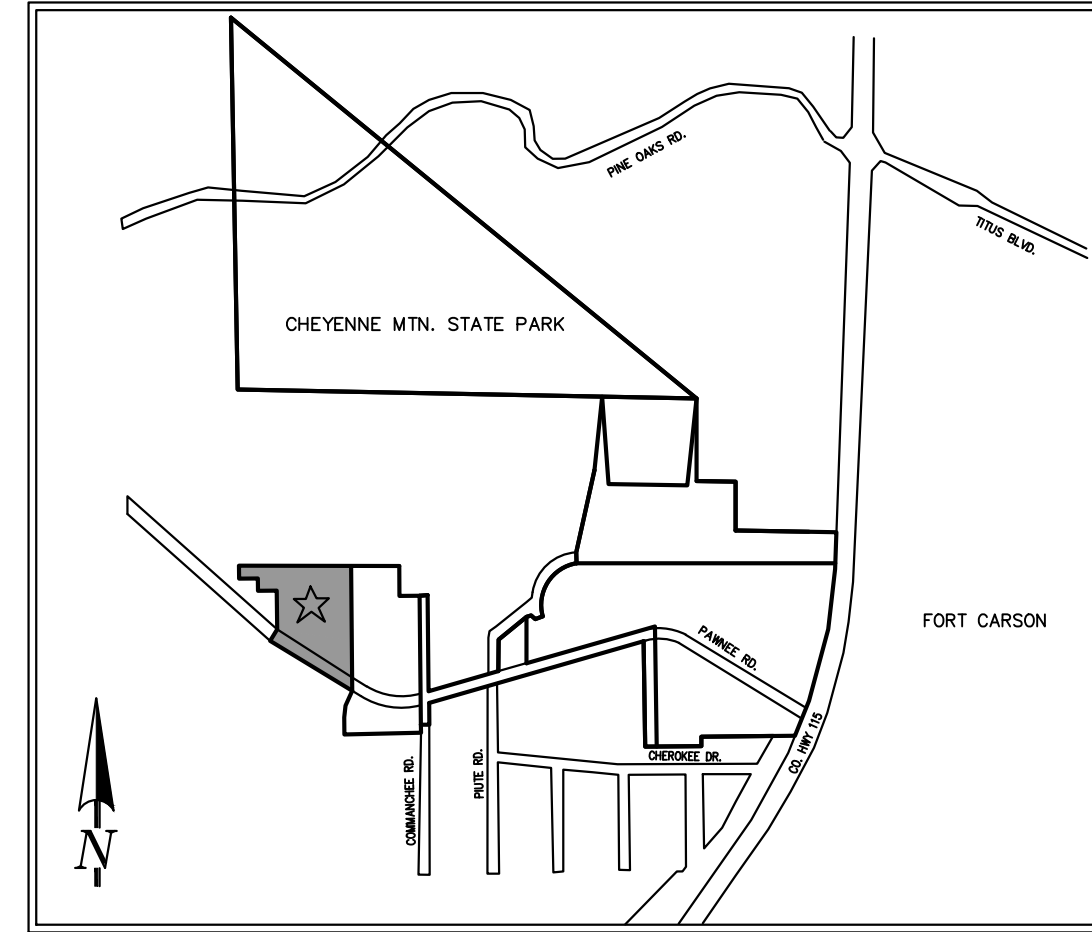 PINE OAKS RD.
TITUS BLVD.
CHEYENNE MTN. STATE PARK
FORT CARSON
PAWNEE RD.
CO. HWY 115
CHEROKEE DR.
PIUTE RD.
COMMANCHEE RD.
N